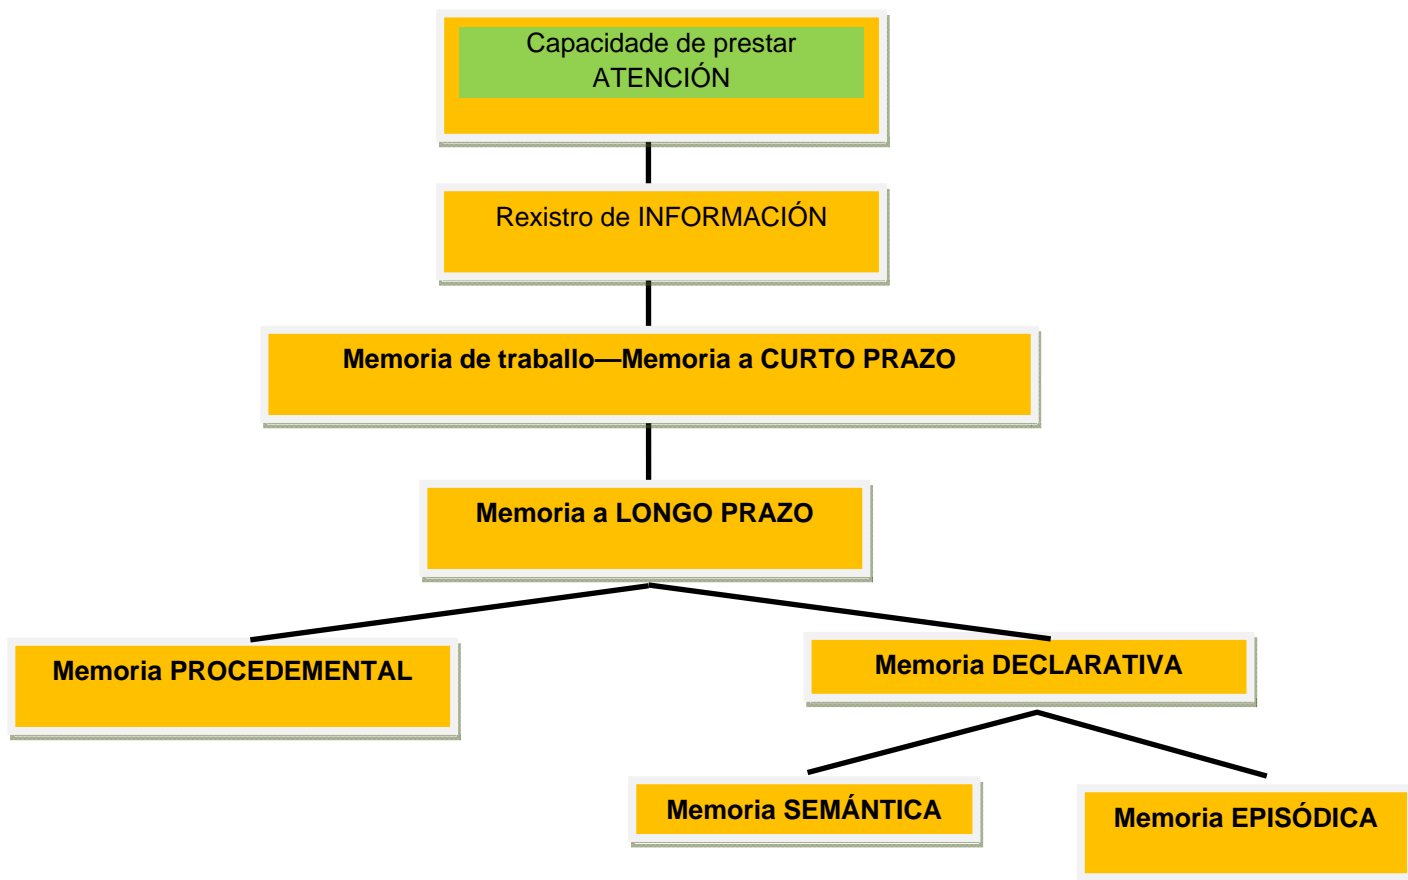 Capacidade de prestar
ATENCIÓN
Rexistro de INFORMACIÓN
Memoria de traballo—Memoria a CURTO PRAZO
Memoria a LONGO PRAZO
Memoria PROCEDEMENTAL
Memoria DECLARATIVA
Memoria SEMÁNTICA
Memoria EPISÓDICA